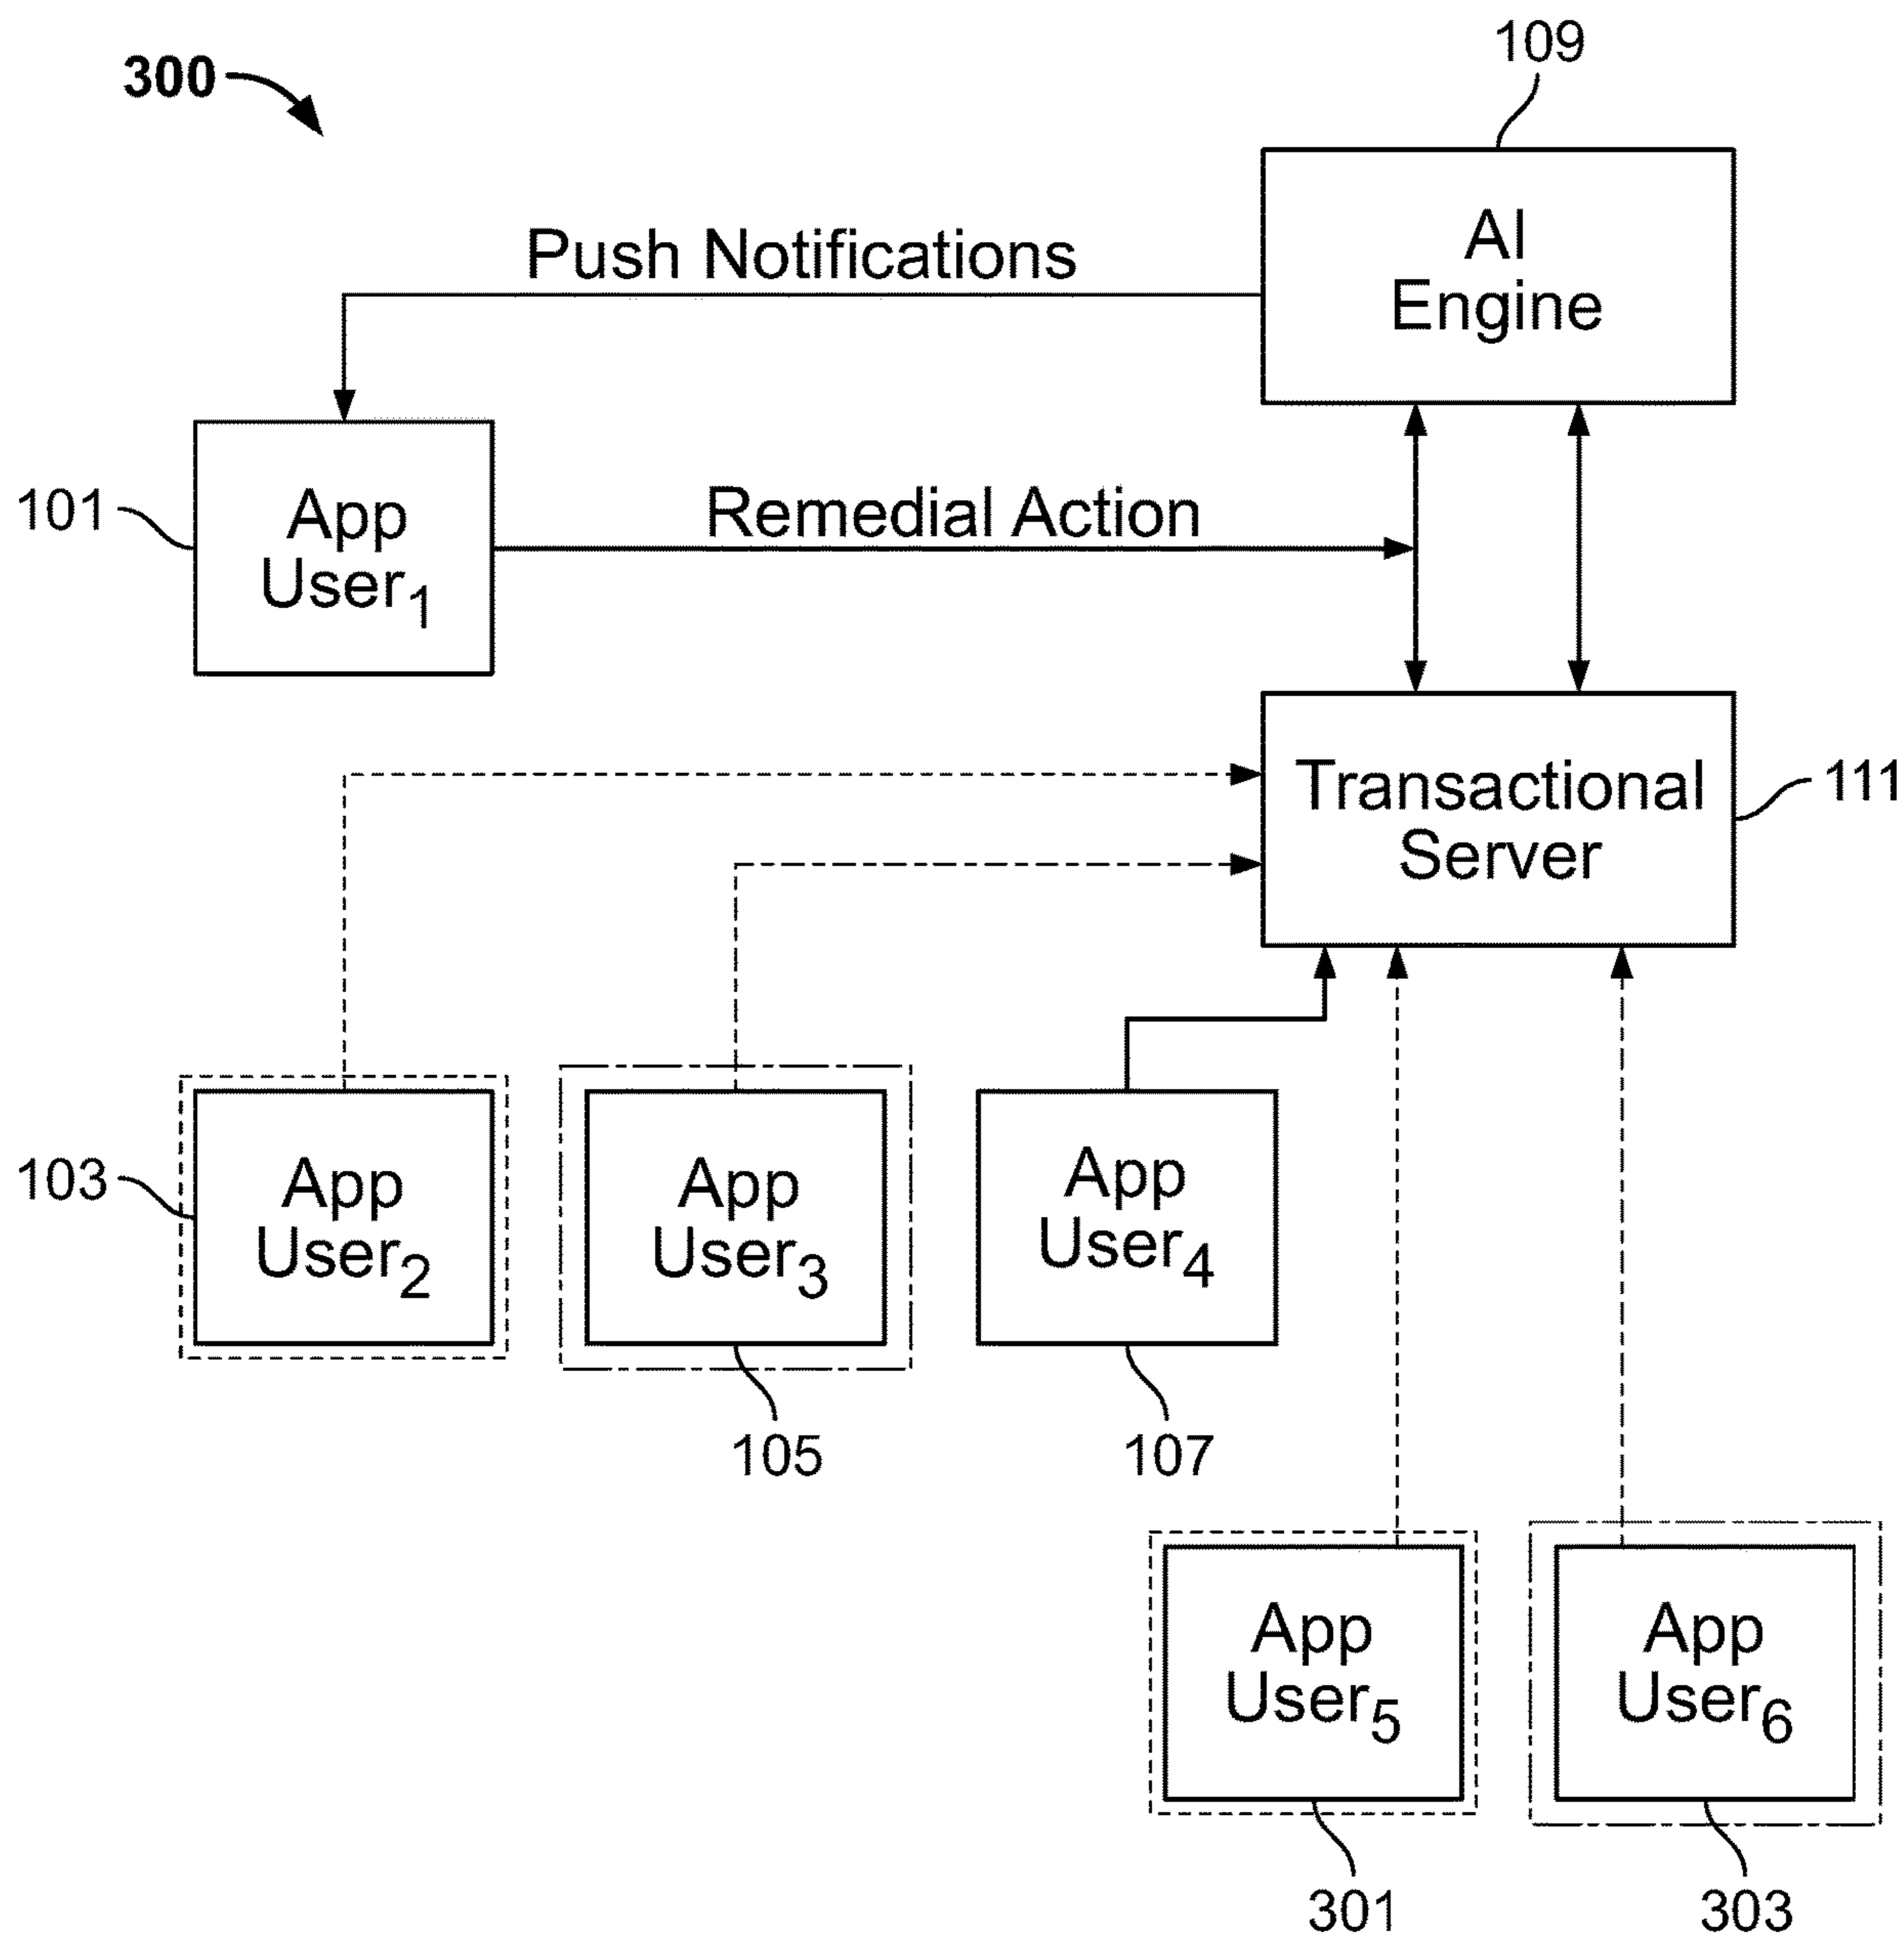 109
300
AI
Engine
Push Notifications
101
App
User1
Remedial Action
Transactional
Server
111
103
App
User2
App
User3
App
User4
105
107
App
User5
App
User6
301
303